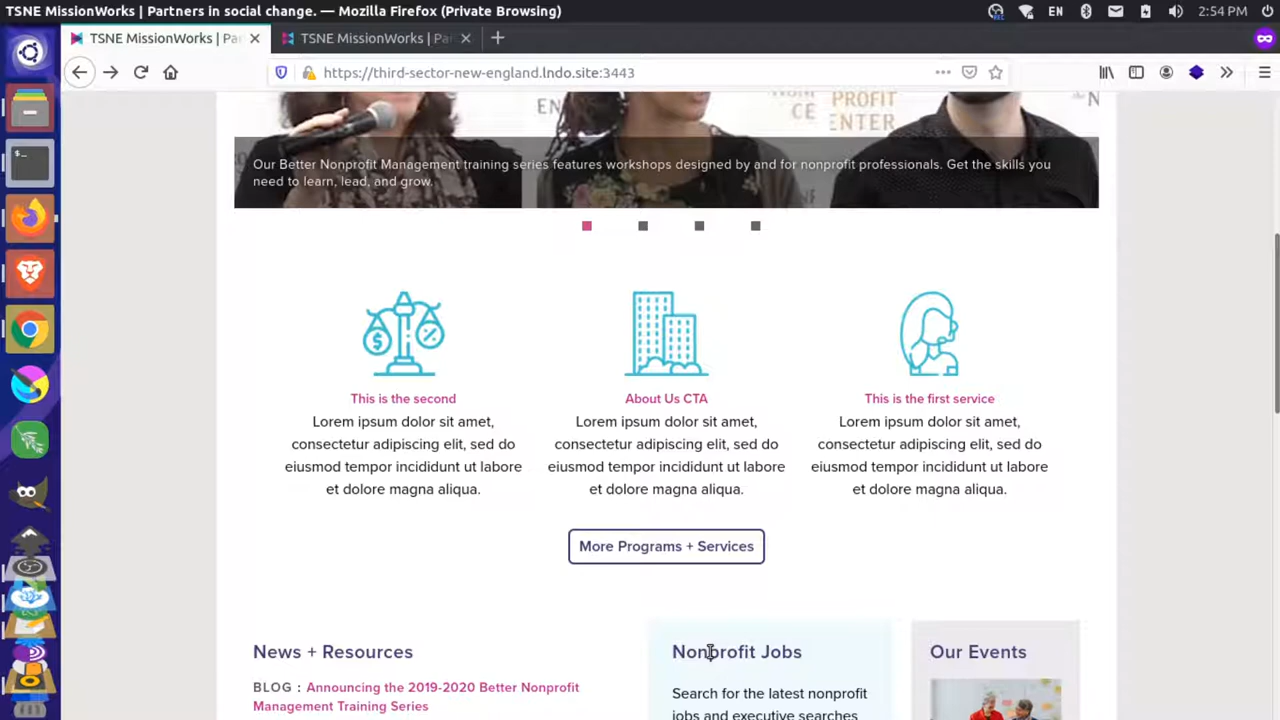 TSNE MissionWorks | Partners in social change. — Mozilla Firefox (Private Browsing)
EN
2:54 PM
TSNE MissionWorks | Pa
TSNE MissionWorks | Pa
https://third-sector-new-england.lndo.site:3443
EN
CE
PROFIT
ENTER
N
Our Better Nonprofit Management training series features workshops designed by and for nonprofit professionals. Get the skills you
need to learn, lead, and grow.
This is the second
Lorem ipsum dolor sit amet,
consectetur adipiscing elit, sed do
eiusmod tempor incididunt ut labore
et dolore magna aliqua.
About Us CTA
Lorem ipsum dolor sit amet,
consectetur adipiscing elit, sed do
eiusmod tempor incididunt ut labore
et dolore magna aliqua.
This is the first service
Lorem ipsum dolor sit amet,
consectetur adipiscing elit, sed do
eiusmod tempor incididunt ut labore
et dolore magna aliqua.
More Programs + Services
News + Resources
BLOG : Announcing the 2019-2020 Better Nonprofit
Management Training Series
Nonprofit Jobs
Search for the latest nonprofit
jobs and executive searches
Our Events